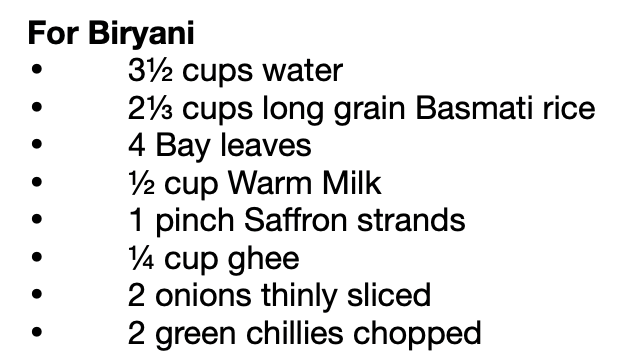 For Biryani
• 3½ cups water
• 2⅓ cups long grain Basmati rice
• 4 Bay leaves
• ½ cup Warm Milk
• 1 pinch Saffron strands
• ¼ cup ghee
• 2 onions thinly sliced
• 2 green chillies chopped